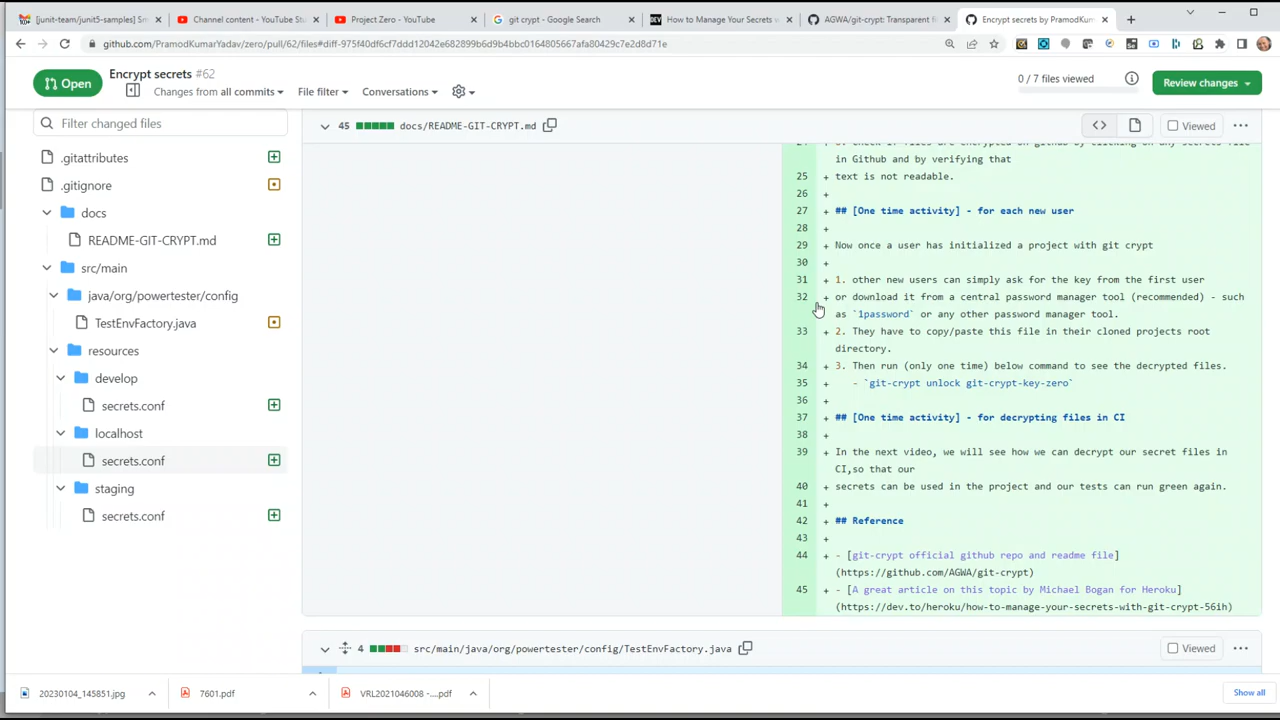 [junit-team/junit5-samples] Sm
Channel content - YouTube Stu
Project Zero - YouTube
git crypt - Google Search
How to Manage Your Secrets w
AGWA/git-crypt: Transparent fi
Encrypt secrets by PramodKuma
github.com/PramodKumarYadav/zero/pull/62/files#diff-975f40df6cf7ddd12042e682899b6d9b4bbc0164805667afa80429c7e2d8d71e
Open
Encrypt secrets #62
Changes from all commits
File filter
Conversations
0 / 7 files viewed
Review changes
Filter changed files
.gitattributes
.gitignore
docs
README-GIT-CRYPT.md
src/main
java/org/powertester/config
TestEnvFactory.java
resources
develop
secrets.conf
localhost
secrets.conf
staging
secrets.conf
45 docs/README-GIT-CRYPT.md
Viewed
in Github and by verifying that
25 + text is not readable.
26 +
27 + ## [One time activity] - for each new user
28 +
29 + Now once a user has initialized a project with git crypt
30 +
31 + 1. other new users can simply ask for the key from the first user
32 + or download it from a central password manager tool (recommended) - such
as `1password` or any other password manager tool.
33 + 2. They have to copy/paste this file in their cloned projects root
directory.
34 + 3. Then run (only one time) below command to see the decrypted files.
35 + - `git-crypt unlock git-crypt-key-zero`
36 +
37 + ## [One time activity] - for decrypting files in CI
38 +
39 + In the next video, we will see how we can decrypt our secret files in
CI,so that our
40 + secrets can be used in the project and our tests can run green again.
41 +
42 + ## Reference
43 +
44 + - [git-crypt official github repo and readme file]
(https://github.com/AGWA/git-crypt)
45 + - [A great article on this topic by Michael Bogan for Heroku]
(https://dev.to/heroku/how-to-manage-your-secrets-with-git-crypt-56ih)
4 src/main/java/org/powertester/config/TestEnvFactory.java
Viewed
20230104_145851.jpg
7601.pdf
VRL2021046008 -....pdf
Show all